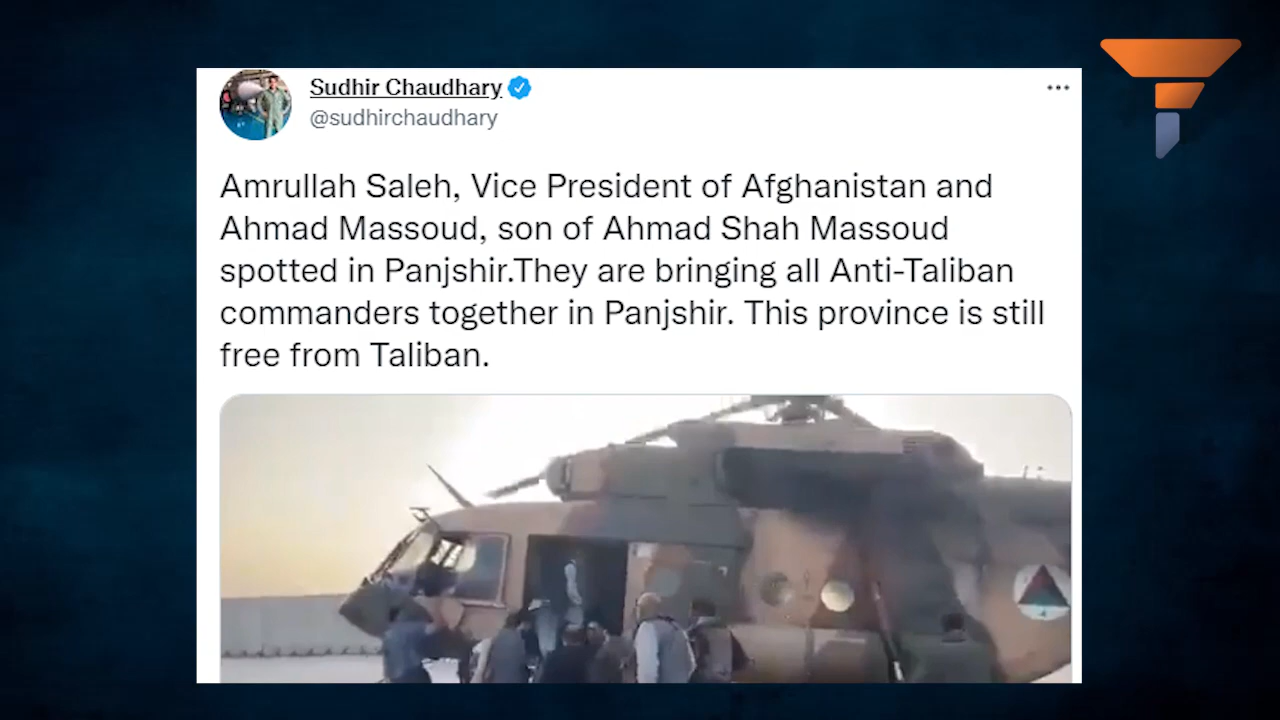 Sudhir Chaudhary
@sudhirchaudhary
Amrullah Saleh, Vice President of Afghanistan and
Ahmad Massoud, son of Ahmad Shah Massoud
spotted in Panjshir.They are bringing all Anti-Taliban
commanders together in Panjshir. This province is still
free from Taliban.